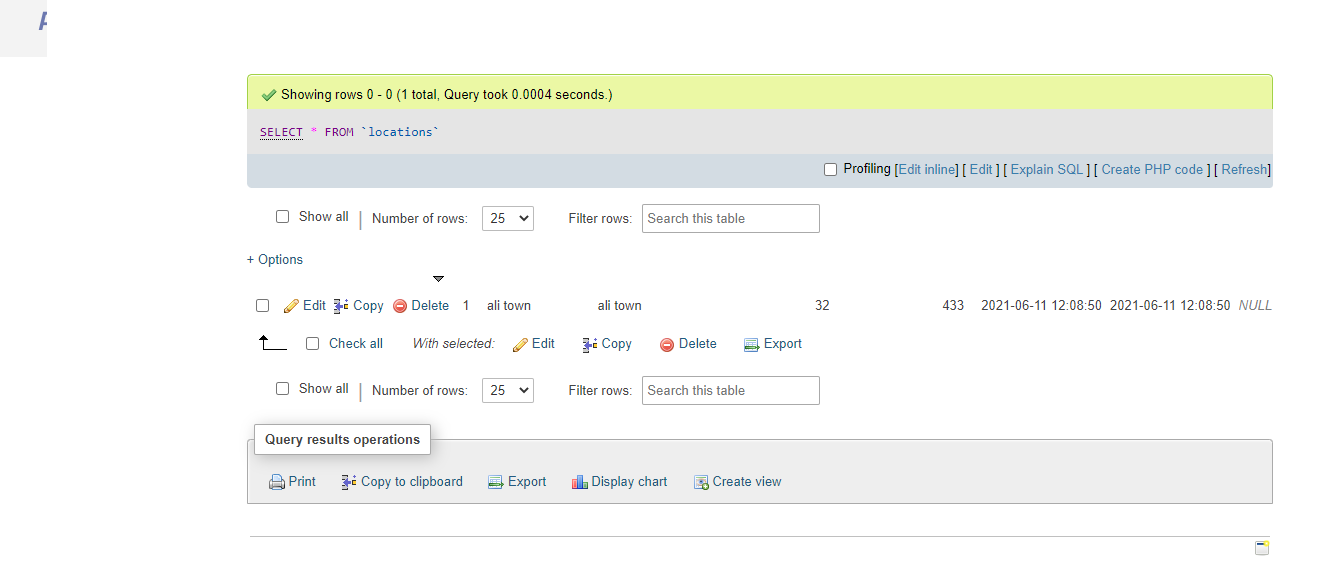 Showing rows 0 - 0 (1 total, Query took 0.0004 seconds.)
SELECT * FROM `locations`
Profiling [Edit inline] [ Edit ] [ Explain SQL ] [ Create PHP code ] [ Refresh]
Show all | Number of rows: 25 Filter rows: Search this table
+ Options
Edit Copy Delete 1 ali town ali town 32 433 2021-06-11 12:08:50 2021-06-11 12:08:50 NULL
Check all With selected: Edit Copy Delete Export
Show all | Number of rows: 25 Filter rows: Search this table
Query results operations
Print Copy to clipboard Export Display chart Create view